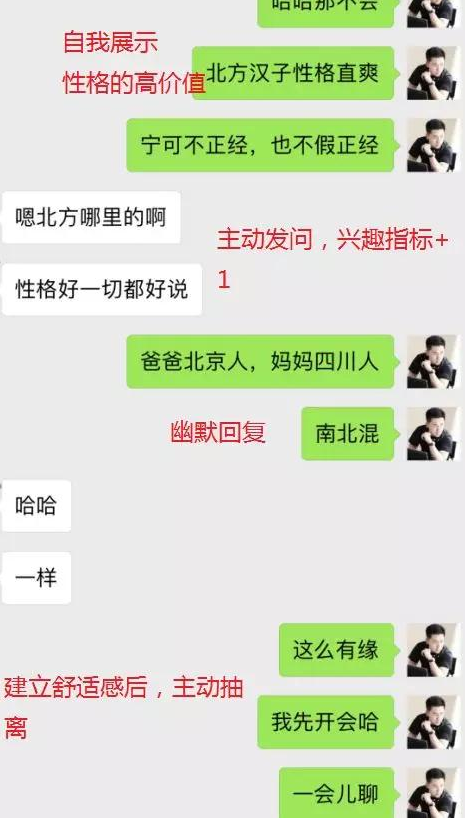 哈哈那不会
自我展示
性格的高价值
北方汉子性格直爽
宁可不正经，也不假正经
嗯北方哪里的啊
主动发问，兴趣指标+
1
性格好一切都好说
爸爸北京人，妈妈四川人
幽默回复
南北混
哈哈
一样
这么有缘
建立舒适感后，主动抽
离
我先开会哈
一会儿聊